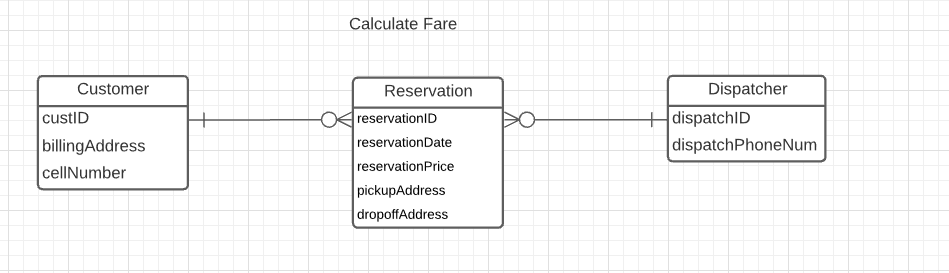 Calculate Fare
Customer
custID
billingAddress
cellNumber
Reservation
reservationID
reservationDate
reservationPrice
pickupAddress
dropoffAddress
Dispatcher
dispatchID
dispatchPhoneNum